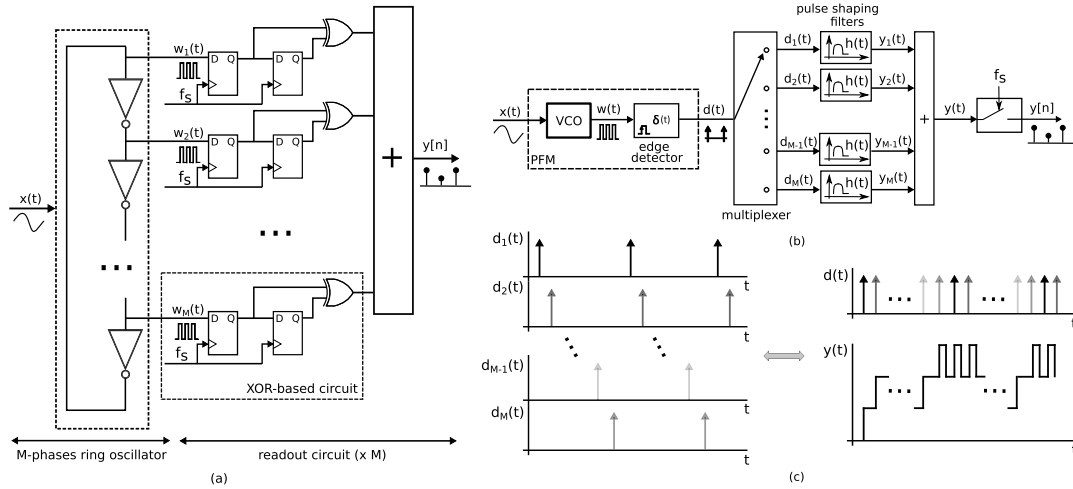 w1(t)
D Q
D Q
fs
w2(t)
D Q
D Q
fs
x(t)
+
y[n]
...
...
wM(t)
D Q
D Q
fs
XOR-based circuit
M-phases ring oscillator
readout circuit (x M)
(a)
pulse shaping
filters
d1(t)
h(t)
y1(t)
d2(t)
h(t)
y2(t)
x(t)
VCO
w(t)
δ(t)
d(t)
PFM
edge
detector
dM-1(t)
h(t)
yM-1(t)
dM(t)
h(t)
yM(t)
+
y(t)
fs
y[n]
multiplexer
(b)
d1(t)
t
d2(t)
t
dM-1(t)
t
dM(t)
t
d(t)
t
y(t)
t
(c)